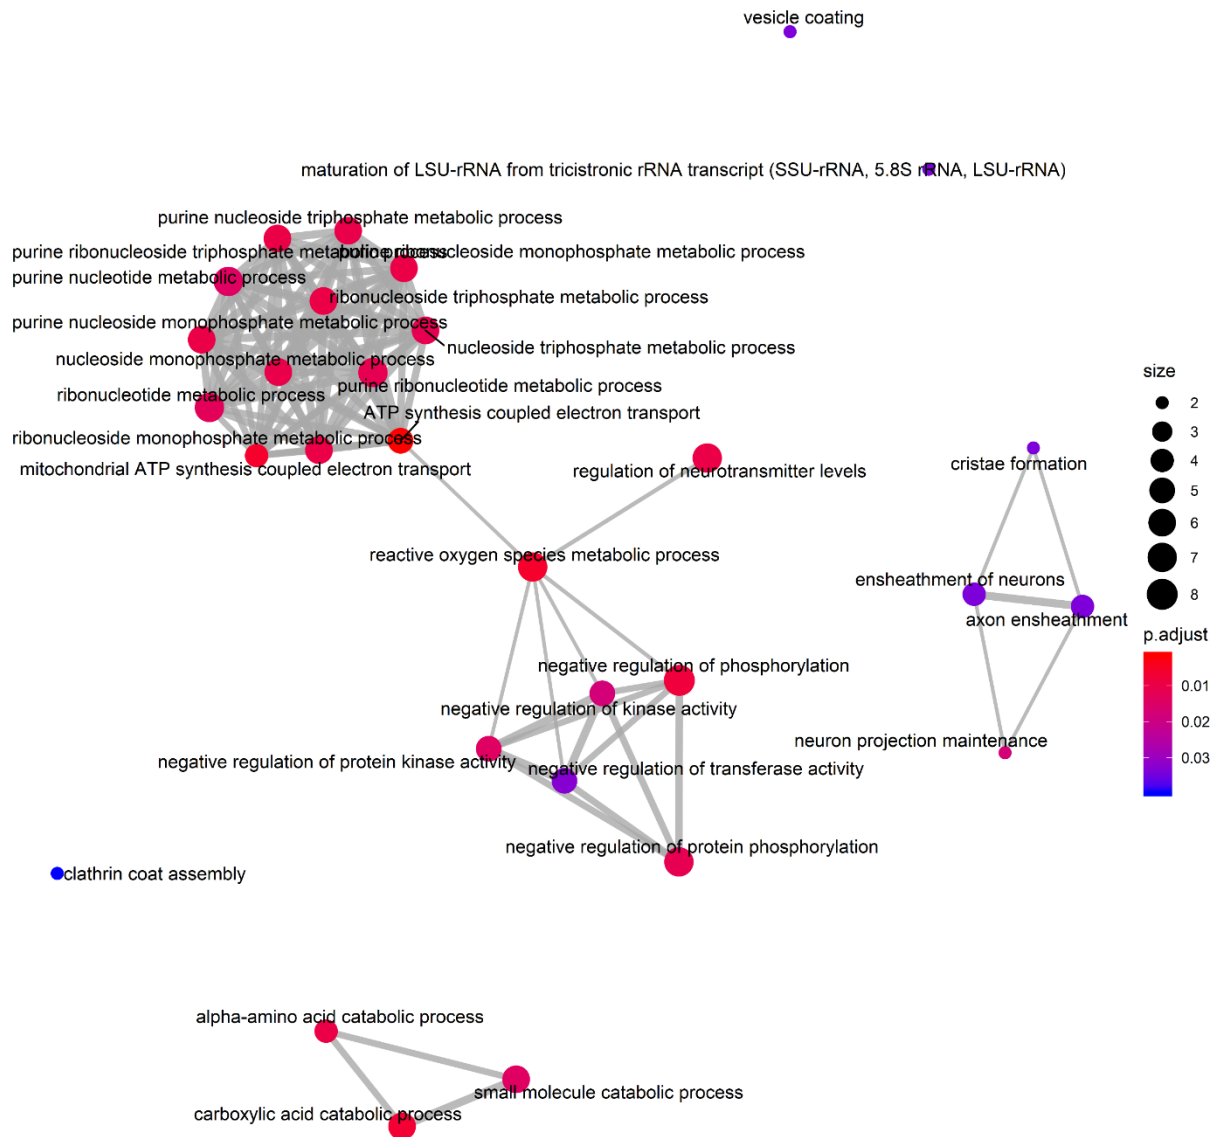 vesicle coating
maturation of LSU-rRNA from tricistronic rRNA transcript (SSU-rRNA, 5.8S rRNA, LSU-rRNA)
purine nucleoside triphosphate metabolic process
purine ribonucleoside triphosphate metabolic process
purine ribonucleoside monophosphate metabolic process
purine nucleotide metabolic process
ribonucleoside triphosphate metabolic process
purine nucleoside monophosphate metabolic process
nucleoside triphosphate metabolic process
nucleoside monophosphate metabolic process
purine ribonucleotide metabolic process
ribonucleotide metabolic process
ATP synthesis coupled electron transport
ribonucleoside monophosphate metabolic process
mitochondrial ATP synthesis coupled electron transport
regulation of neurotransmitter levels
cristae formation
reactive oxygen species metabolic process
ensheathment of neurons
axon ensheathment
negative regulation of phosphorylation
negative regulation of kinase activity
neuron projection maintenance
negative regulation of protein kinase activity
negative regulation of transferase activity
negative regulation of protein phosphorylation
clathrin coat assembly
alpha-amino acid catabolic process
small molecule catabolic process
carboxylic acid catabolic process
size
2
3
4
5
6
7
8
p.adjust
0.01
0.02
0.03